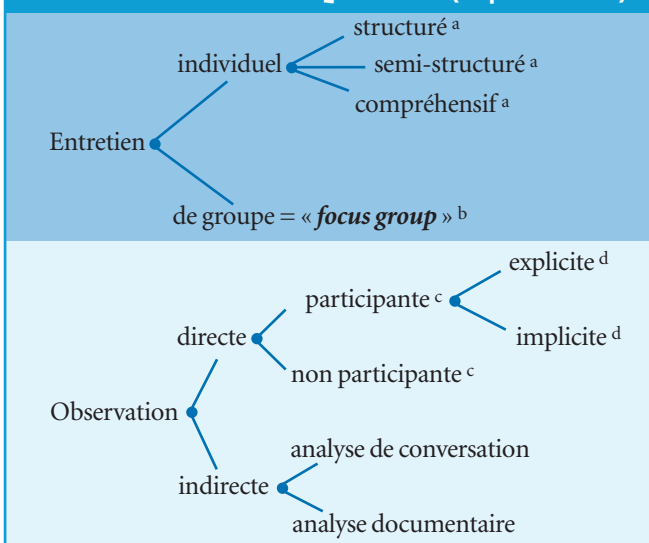 structuré a
individuel
semi-structuré a
compréhensif a
Entretien
de groupe = « focus group » b
explicite d
participante c
implicite d
directe
non participante c
Observation
analyse de conversation
indirecte
analyse documentaire